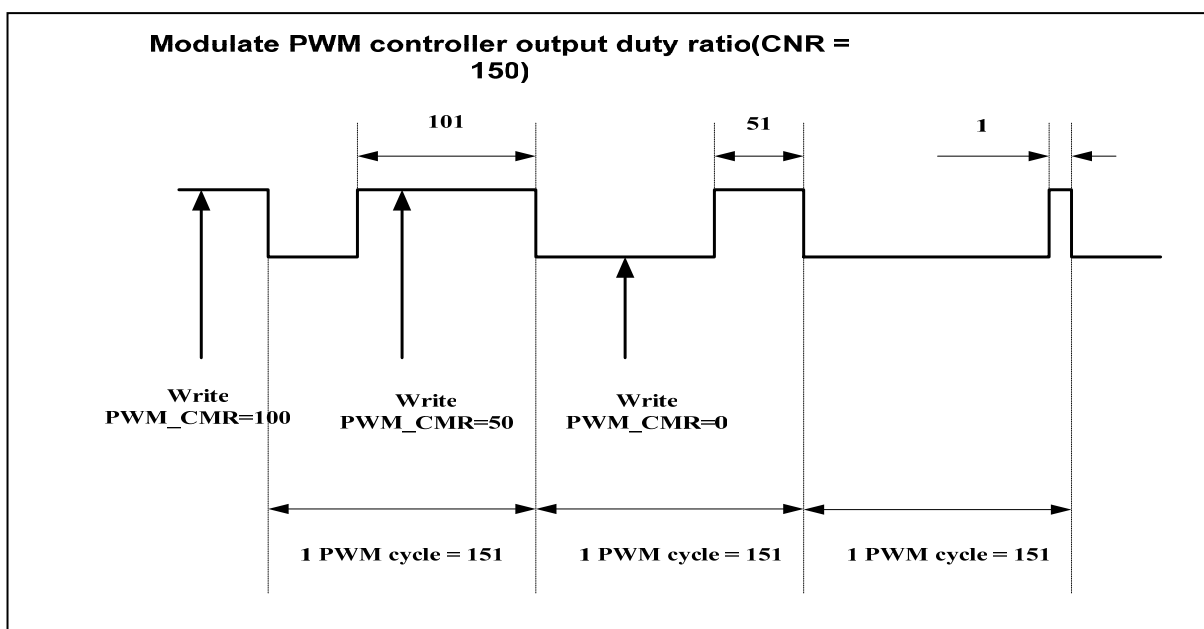 Modulate PWM controller output duty ratio(CNR =
150)
101
51
1
Write
PWM_CMR=100
Write
PWM_CMR=50
Write
PWM_CMR=0
1 PWM cycle = 151
1 PWM cycle = 151
1 PWM cycle = 151